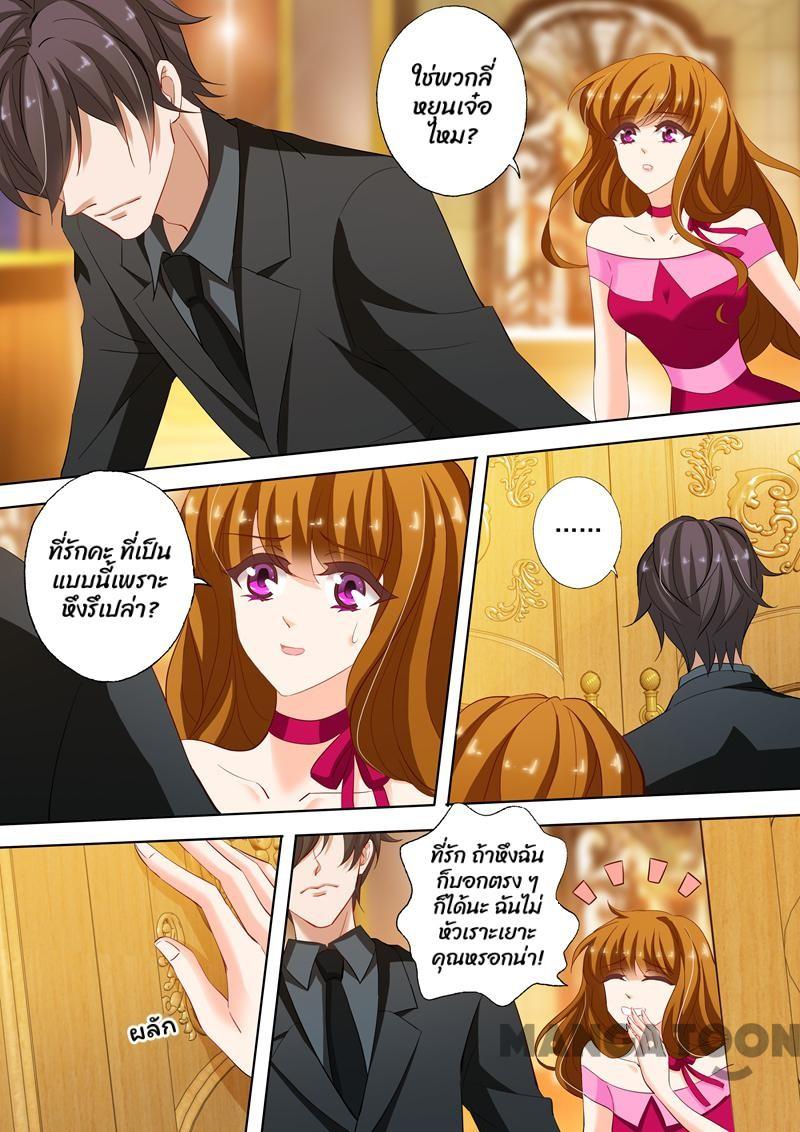 ใช่พวกลี่
หยุนเจ๋อ
ไหม?
ที่รักคะ ที่เป็น
แบบนี้เพราะ
หึงรึเปล่า?
......
ที่รัก ถ้าหึงฉัน
ก็บอกตรง ๆ
ก็ได้นะ ฉันไม่
หัวเราะเยาะ
คุณหรอกน่า!
ผลัก
MANGATOON